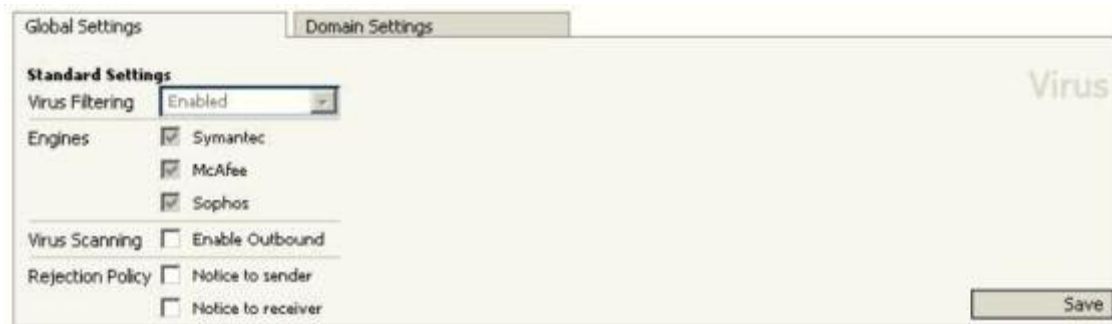 Global Settings
Domain Settings
Standard Settings
Virus
Virus Filtering Enabled
Engines Symantec
McAfee
Sophos
Virus Scanning Enable Outbound
Rejection Policy Notice to sender
Notice to receiver
Save